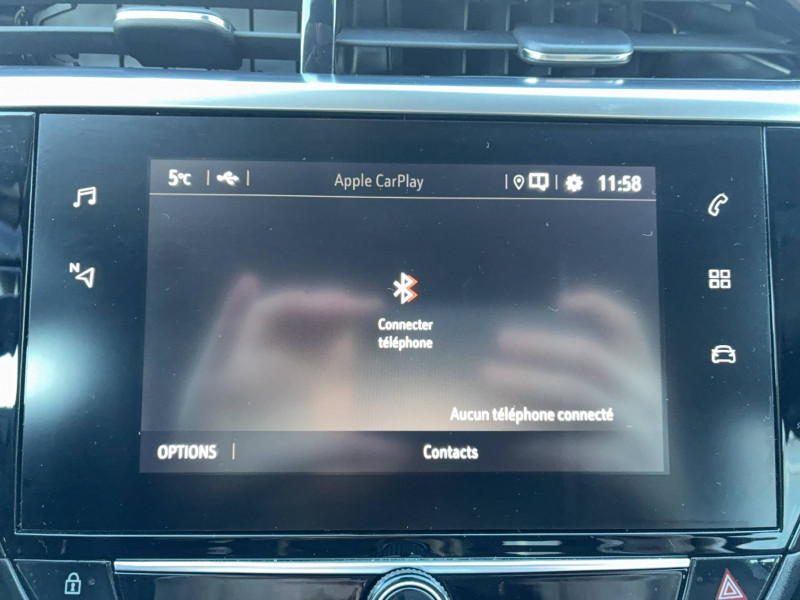 5°C
Apple CarPlay
11:58
N
Connecter
téléphone
Aucun téléphone connecté
OPTIONS
Contacts